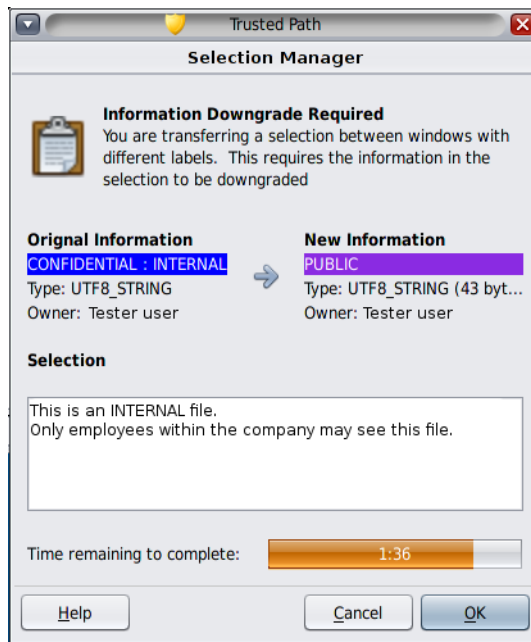 Trusted Path
Selection Manager
Information Downgrade Required
You are transferring a selection between windows with
different labels. This requires the information in the
selection to be downgraded
Orignal Information
CONFIDENTIAL : INTERNAL
Type: UTF8_STRING
Owner: Tester user
New Information
PUBLIC
Type: UTF8_STRING (43 byt...
Owner: Tester user
Selection
This is an INTERNAL file.
Only employees within the company may see this file.
Time remaining to complete:
1:36
Help
Cancel
OK